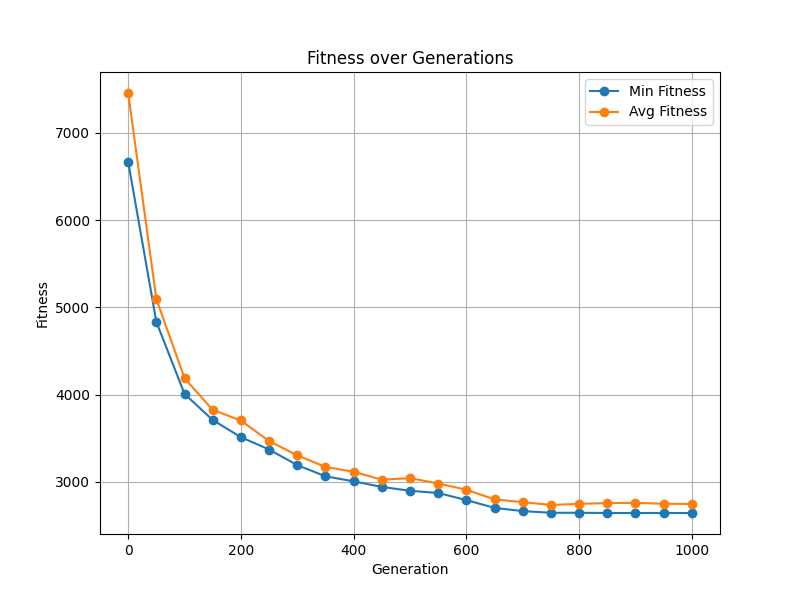 Fitness over Generations
Min Fitness
Avg Fitness
7000
6000
5000
4000
3000
Fitness
0 200 400 600 800 1000
Generation